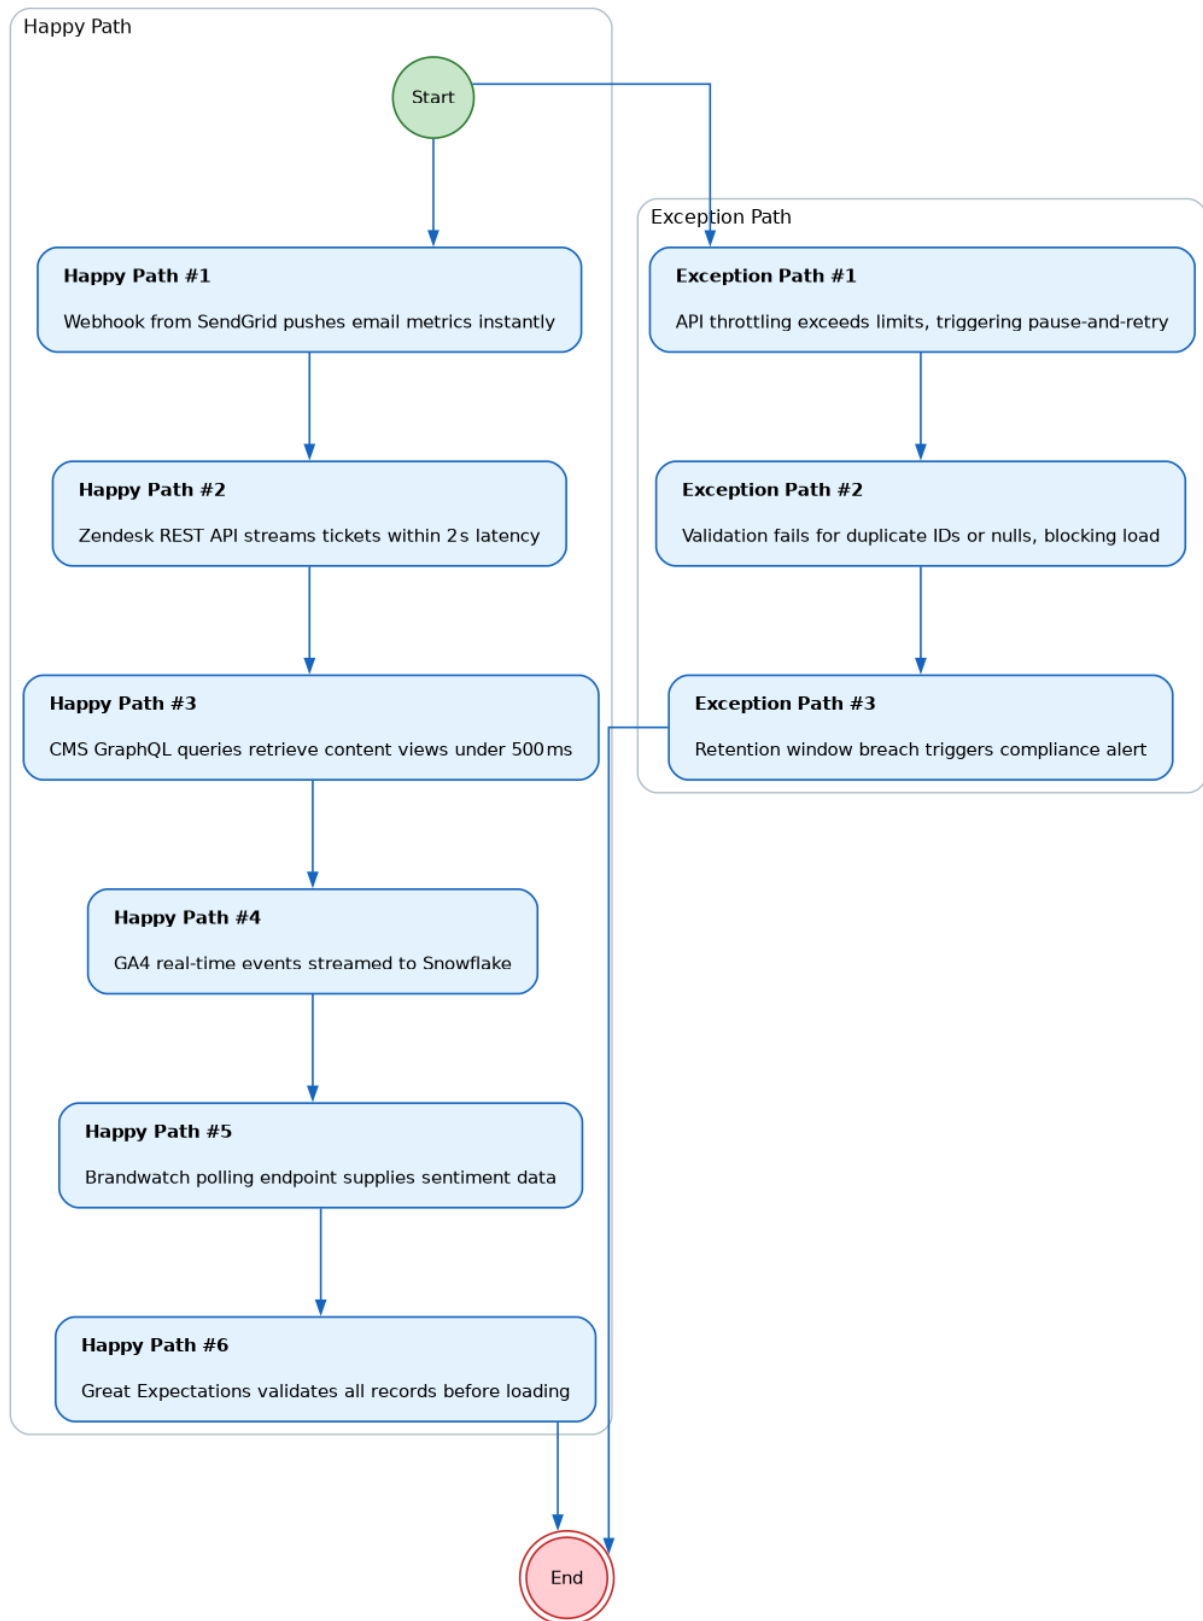 Happy Path
Start
Happy Path #1
Webhook from SendGrid pushes email metrics instantly
Happy Path #2
Zendesk REST API streams tickets within 2 s latency
Happy Path #3
CMS GraphQL queries retrieve content views under 500 ms
Happy Path #4
GA4 real-time events streamed to Snowflake
Happy Path #5
Brandwatch polling endpoint supplies sentiment data
Happy Path #6
Great Expectations validates all records before loading
Exception Path
Exception Path #1
API throttling exceeds limits, triggering pause-and-retry
Exception Path #2
Validation fails for duplicate IDs or nulls, blocking load
Exception Path #3
Retention window breach triggers compliance alert
End